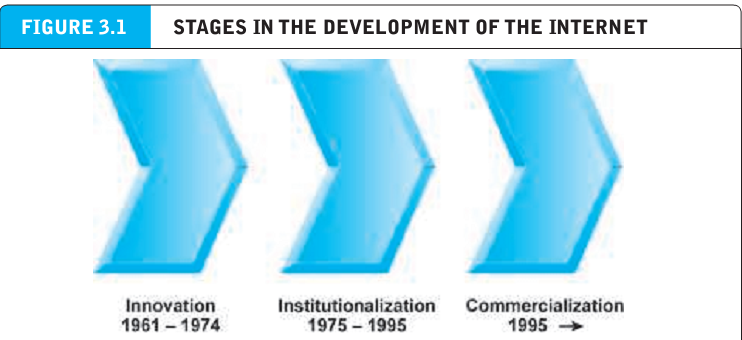 FIGURE 3.1 STAGES IN THE DEVELOPMENT OF THE INTERNET
Innovation
1961 – 1974
Institutionalization
1975 – 1995
Commercialization
1995 →